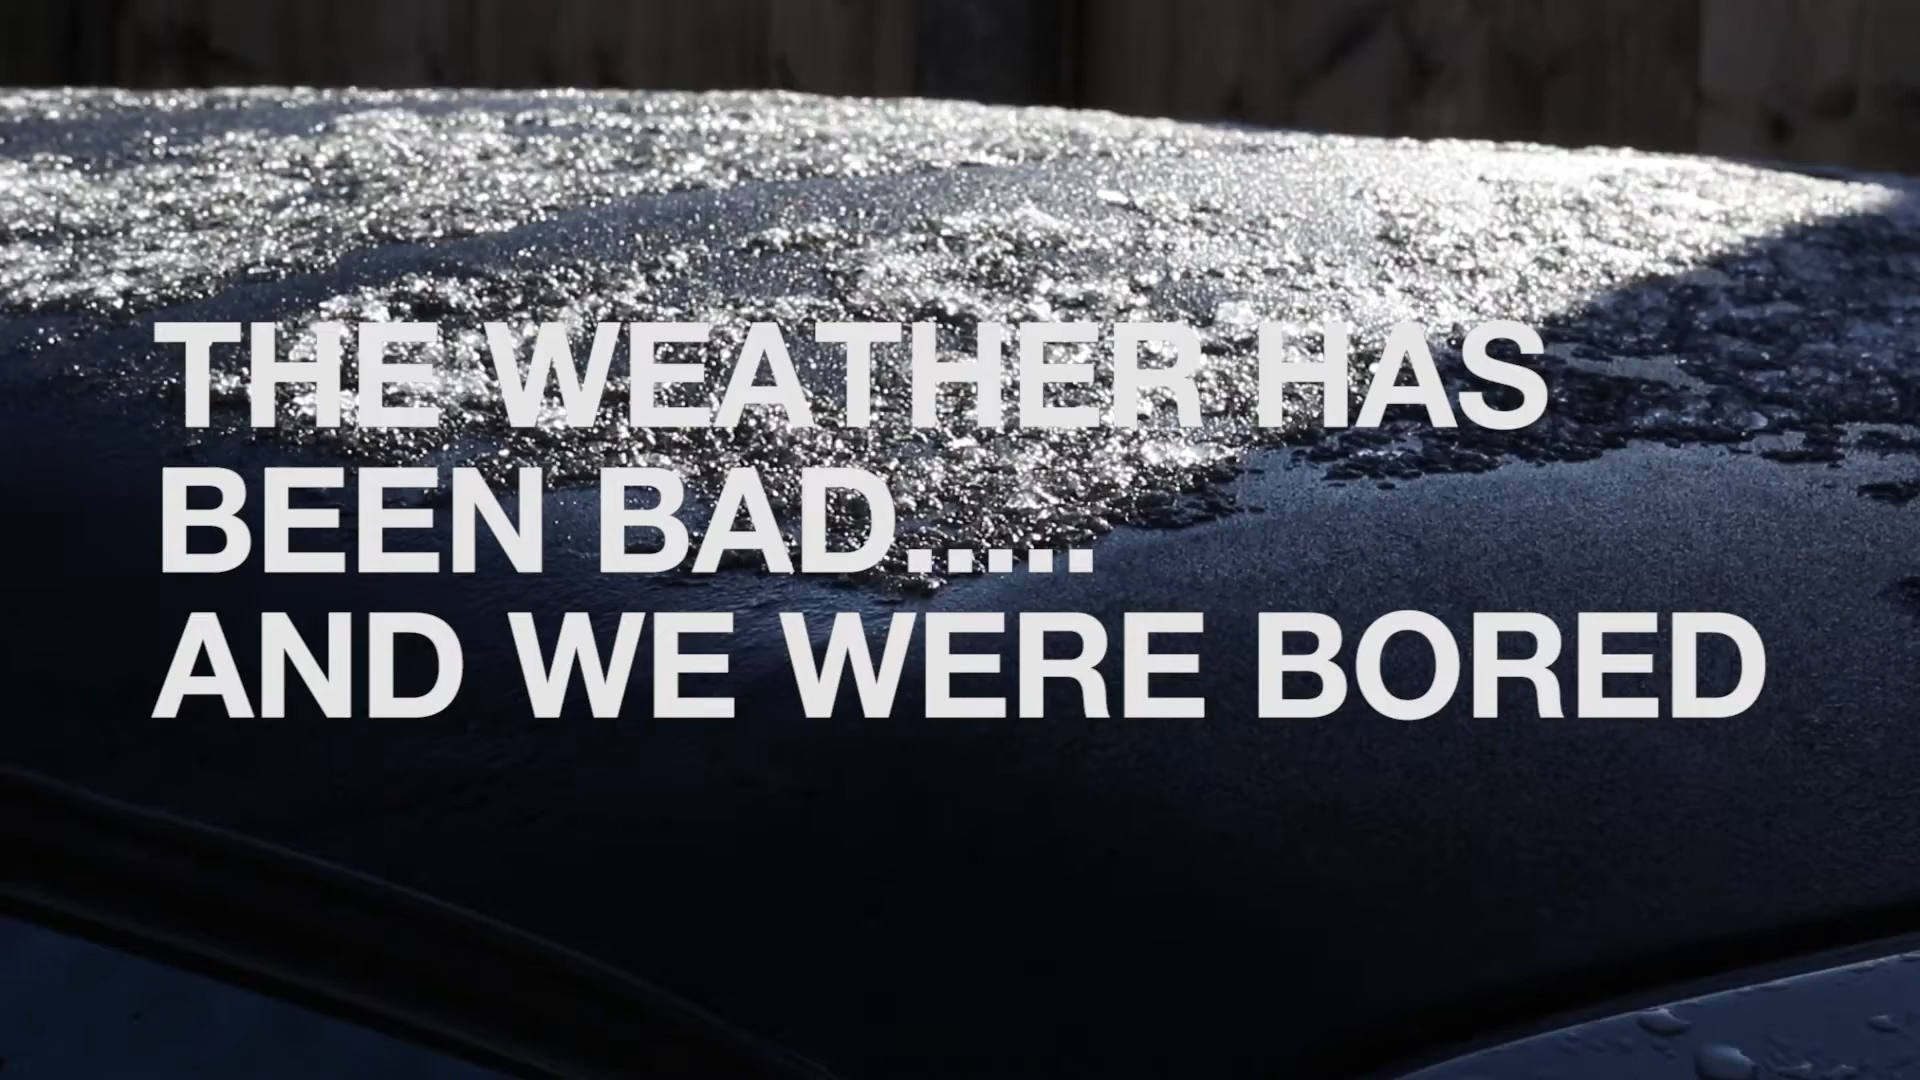 THE WEATHER HAS
BEEN BAD.....
AND WE WERE BORED